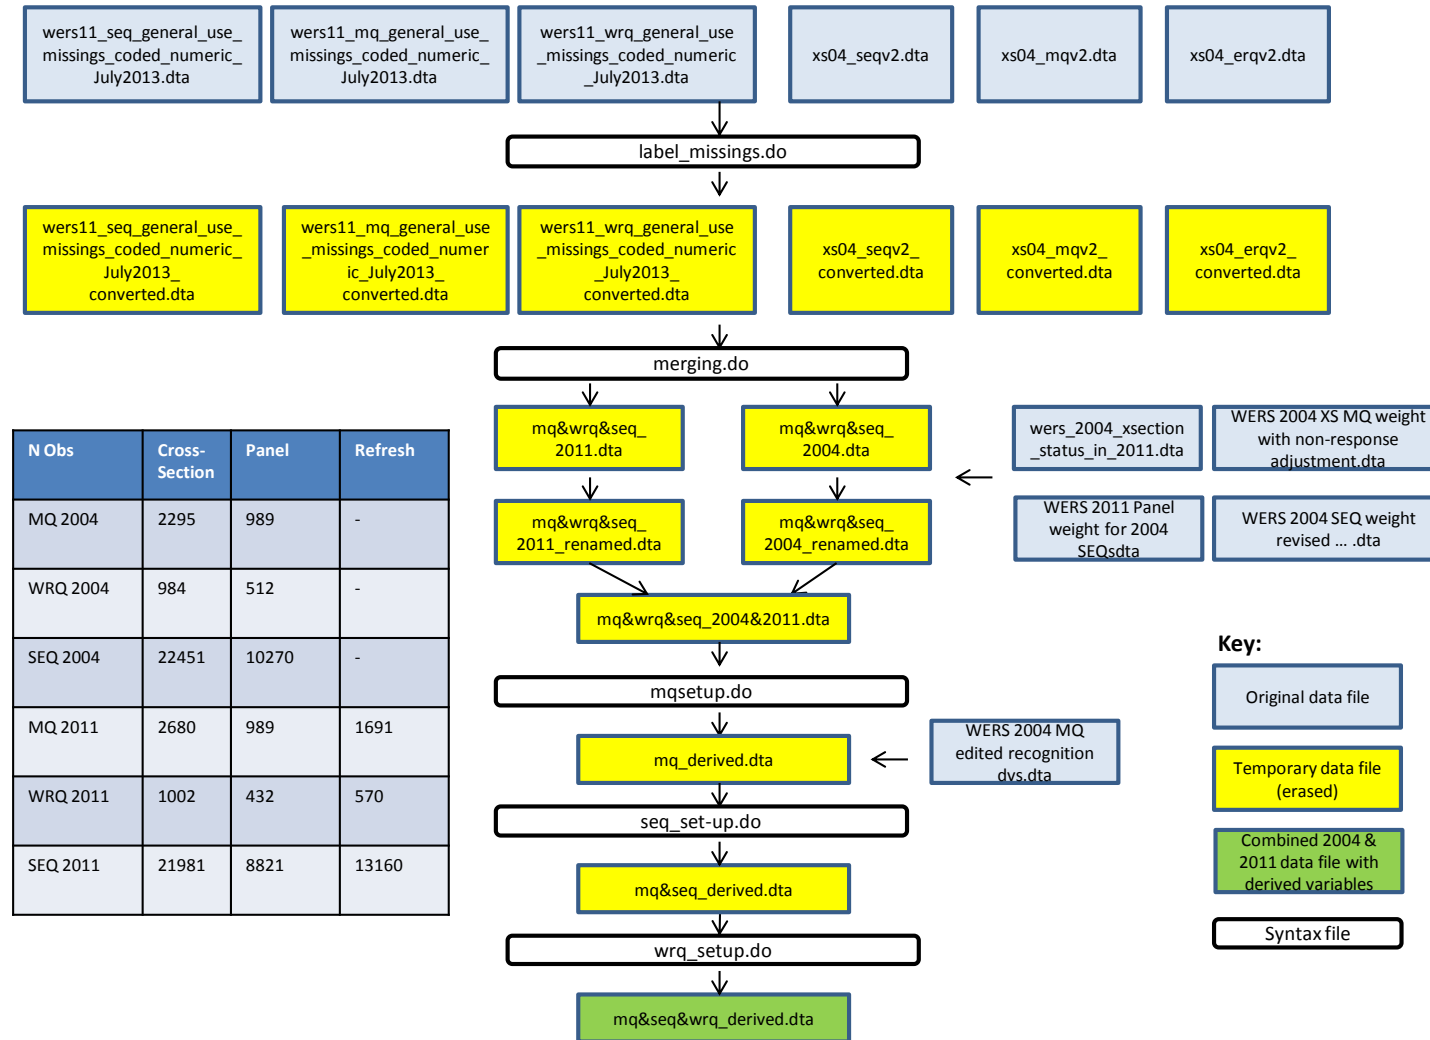 wers11_seq_general_use_
missings_coded_numeric_
July2013.dta
wers11_mq_general_use_
missings_coded_numeric_
July2013.dta
wers11_wrq_general_use
_missings_coded_numeric
_July2013.dta
xs04_seqv2.dta
xs04_mqv2.dta
xs04_erqv2.dta
label_missings.do
wers11_seq_general_use_
missings_coded_numeric_
July2013_
converted.dta
wers11_mq_general_use
_missings_coded_numer
ic_July2013_
converted.dta
wers11_wrq_general_use
_missings_coded_numeric
_July2013_
converted.dta
xs04_seqv2_
converted.dta
xs04_mqv2_
converted.dta
xs04_erqv2_
converted.dta
merging.do
mq&wrq&seq_
2011.dta
mq&wrq&seq_
2004.dta
wers_2004_xsection
_status_in_2011.dta
WERS 2004 XS MQ weight
with non-response
adjustment.dta
mq&wrq&seq_
2011_renamed.dta
mq&wrq&seq_
2004_renamed.dta
WERS 2011 Panel
weight for 2004
SEQsdta
WERS 2004 SEQ weight
revised ... .dta
mq&wrq&seq_2004&2011.dta
mqsetup.do
mq_derived.dta
WERS 2004 MQ
edited recognition
dvs.dta
seq_set-up.do
mq&seq_derived.dta
wrq_setup.do
mq&seq&wrq_derived.dta
N Obs Cross-
Section Panel Refresh
MQ 2004 2295 989 -
WRQ 2004 984 512 -
SEQ 2004 22451 10270 -
MQ 2011 2680 989 1691
WRQ 2011 1002 432 570
SEQ 2011 21981 8821 13160
Key:
Original data file
Temporary data file
(erased)
Combined 2004 &
2011 data file with
derived variables
Syntax file